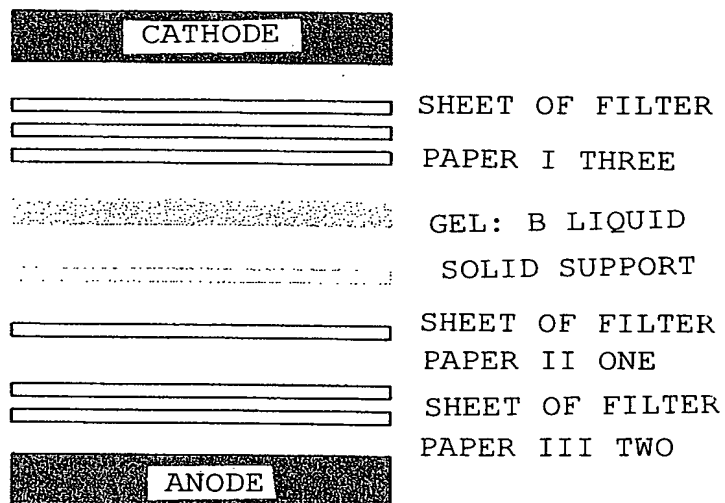 CATHODE
SHEET OF FILTER
PAPER I THREE
GEL: B LIQUID
SOLID SUPPORT
SHEET OF FILTER
PAPER II ONE
SHEET OF FILTER
PAPER III TWO
ANODE